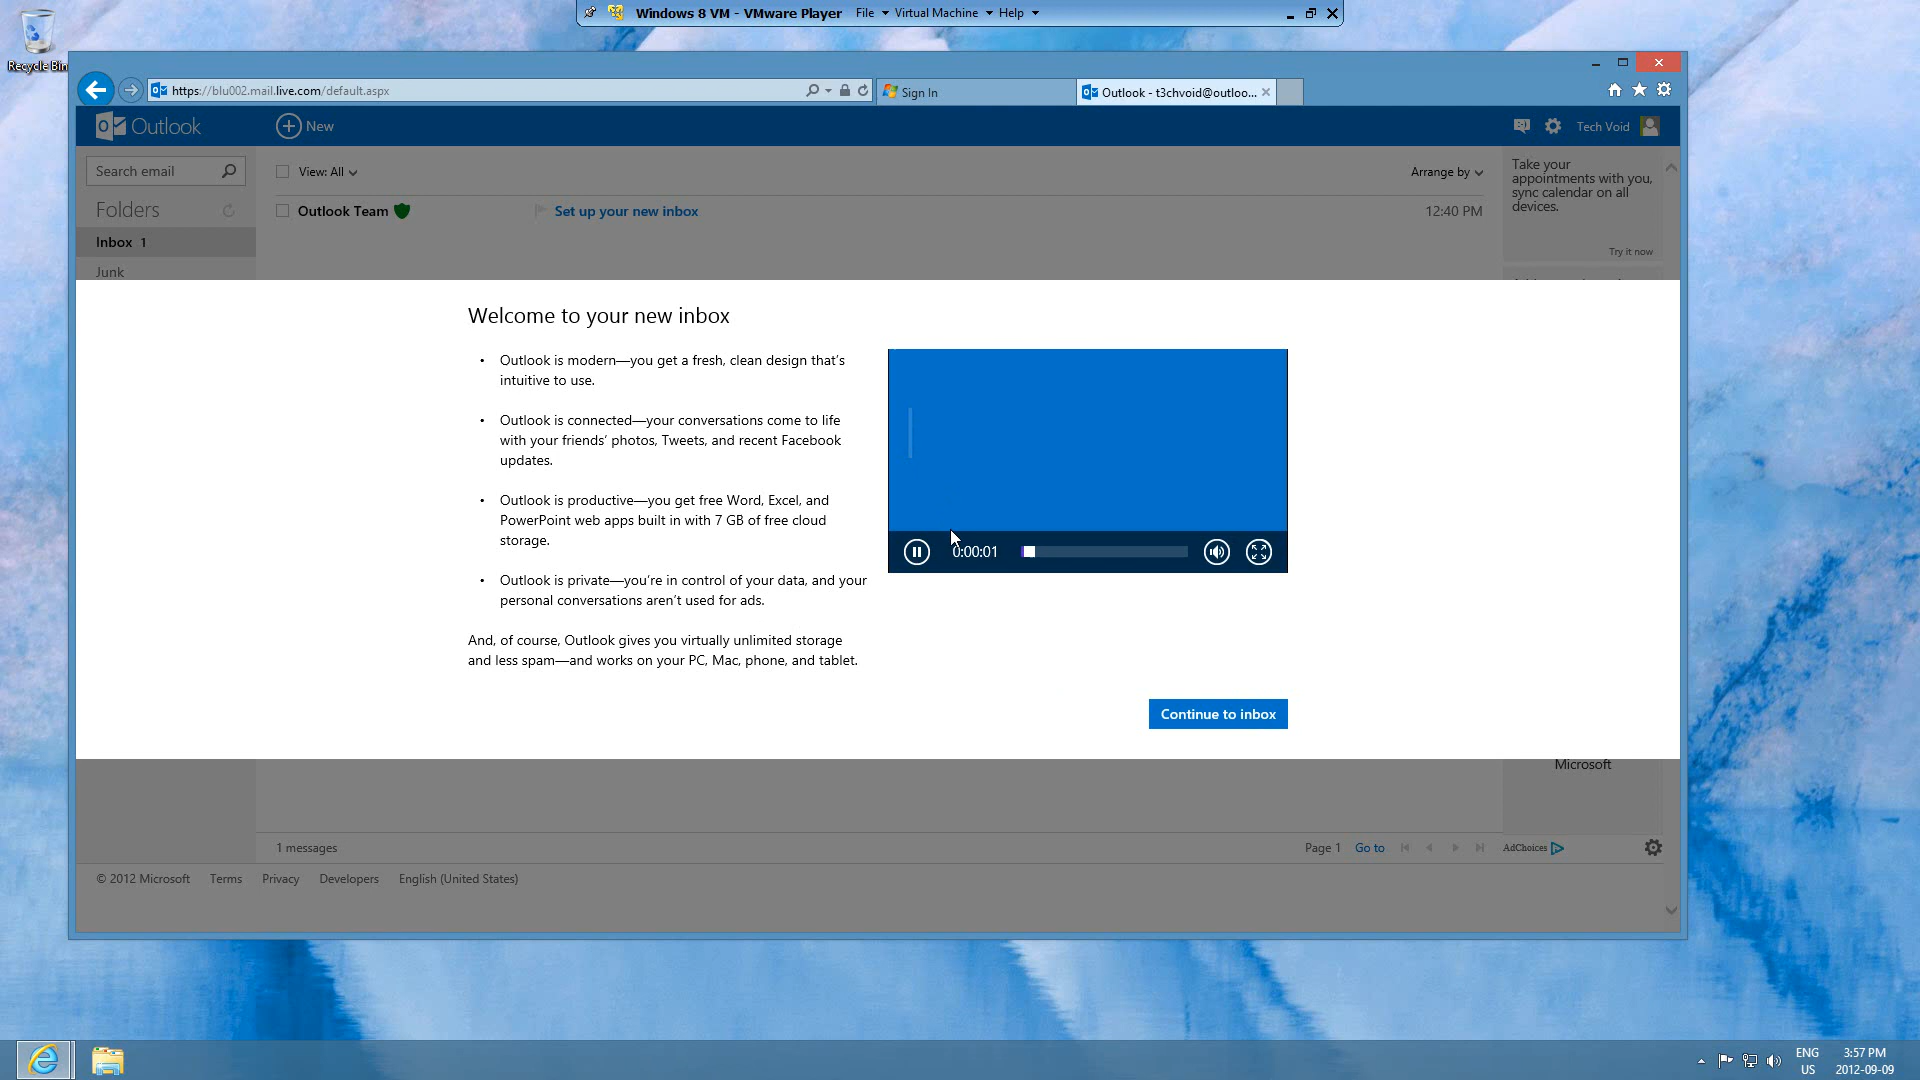 Windows 8 VM - VMware Player File Virtual Machine Help
Recycle Bin
https://blu002.mail.live.com/default.aspx
Sign In
Outlook - t3chvoid@outloo...
Outlook
New
Tech Void
Search email
View: All
Arrange by
Take your
appointments with you,
sync calendar on all
devices.
Try it now
Folders
Outlook Team
Set up your new inbox
12:40 PM
Inbox 1
Junk
Welcome to your new inbox
• Outlook is modern—you get a fresh, clean design that's
intuitive to use.
• Outlook is connected—your conversations come to life
with your friends' photos, Tweets, and recent Facebook
updates.
• Outlook is productive—you get free Word, Excel, and
PowerPoint web apps built in with 7 GB of free cloud
storage.
• Outlook is private—you're in control of your data, and your
personal conversations aren't used for ads.
And, of course, Outlook gives you virtually unlimited storage
and less spam—and works on your PC, Mac, phone, and tablet.
0:00:01
Continue to inbox
Microsoft
1 messages
Page 1 Go to
AdChoices
© 2012 Microsoft Terms Privacy Developers English (United States)
ENG
US
3:57 PM
2012-09-09